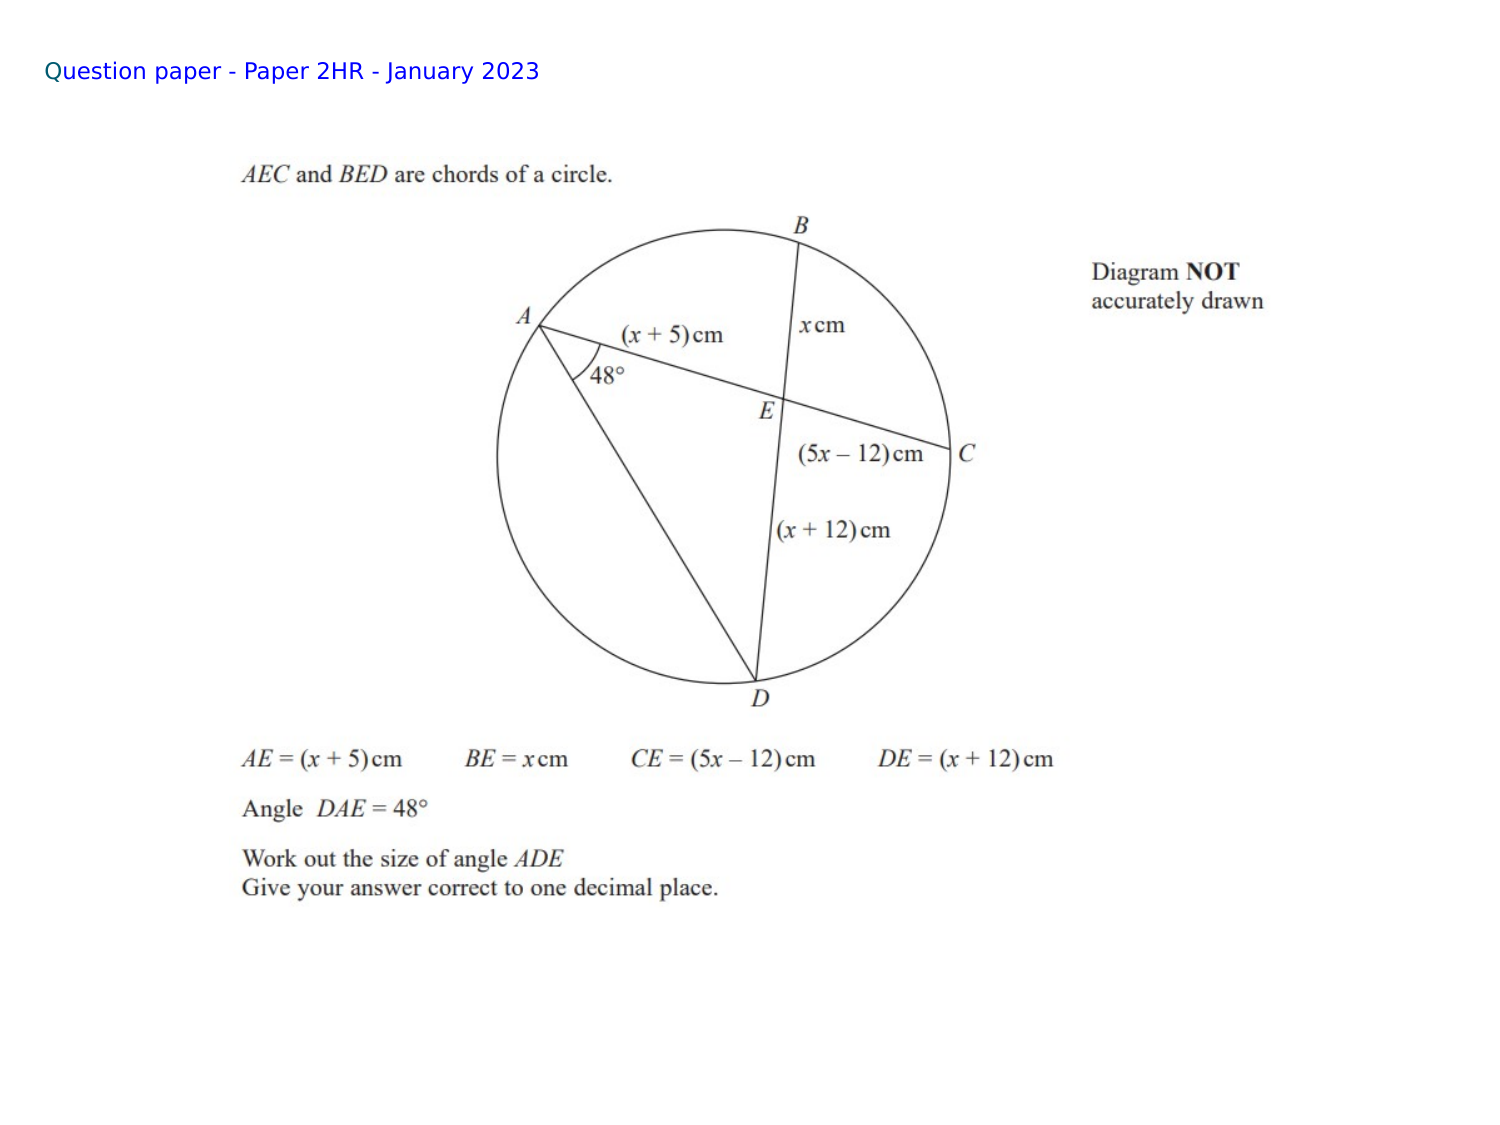 Question paper - Paper 2HR - January 2023
AEC and BED are chords of a circle.
B
Diagram NOT
accurately drawn
A
(x + 5) cm
x cm
48°
E
(5x – 12) cm
C
(x + 12) cm
D
AE = (x + 5) cm BE = x cm CE = (5x – 12) cm DE = (x + 12) cm
Angle DAE = 48°
Work out the size of angle ADE
Give your answer correct to one decimal place.